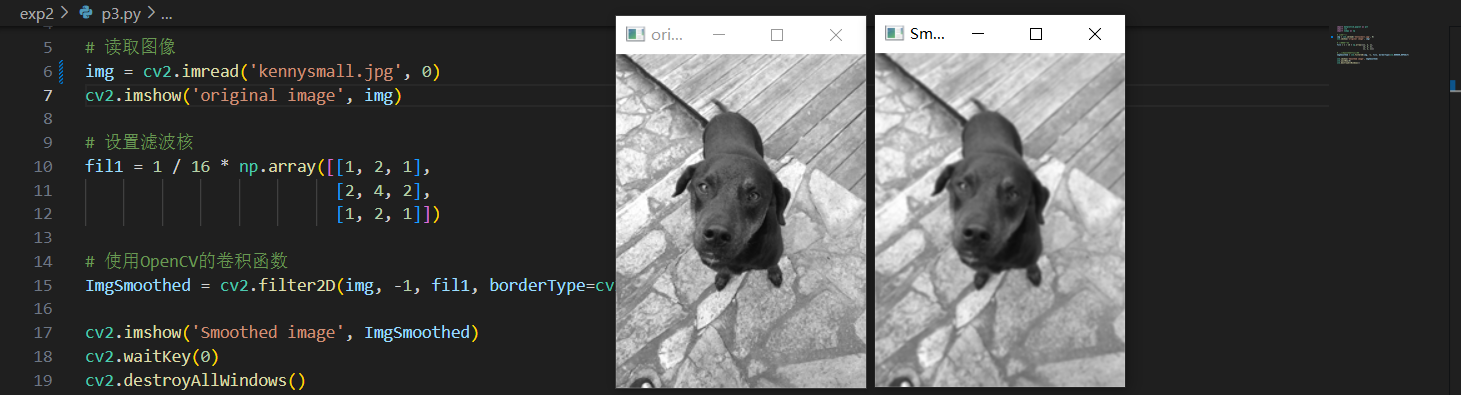 exp2 > p3.py > ...
4
5 # 读取图像
6 img = cv2.imread('kennysmall.jpg', 0)
7 cv2.imshow('original image', img)
8
9 # 设置滤波核
10 fil1 = 1 / 16 * np.array([[1, 2, 1],
11 [2, 4, 2],
12 [1, 2, 1]])
13
14 # 使用OpenCV的卷积函数
15 ImgSmoothed = cv2.filter2D(img, -1, fil1, borderType=cv
16
17 cv2.imshow('Smoothed image', ImgSmoothed)
18 cv2.waitKey(0)
19 cv2.destroyAllWindows()
ori...
Sm...